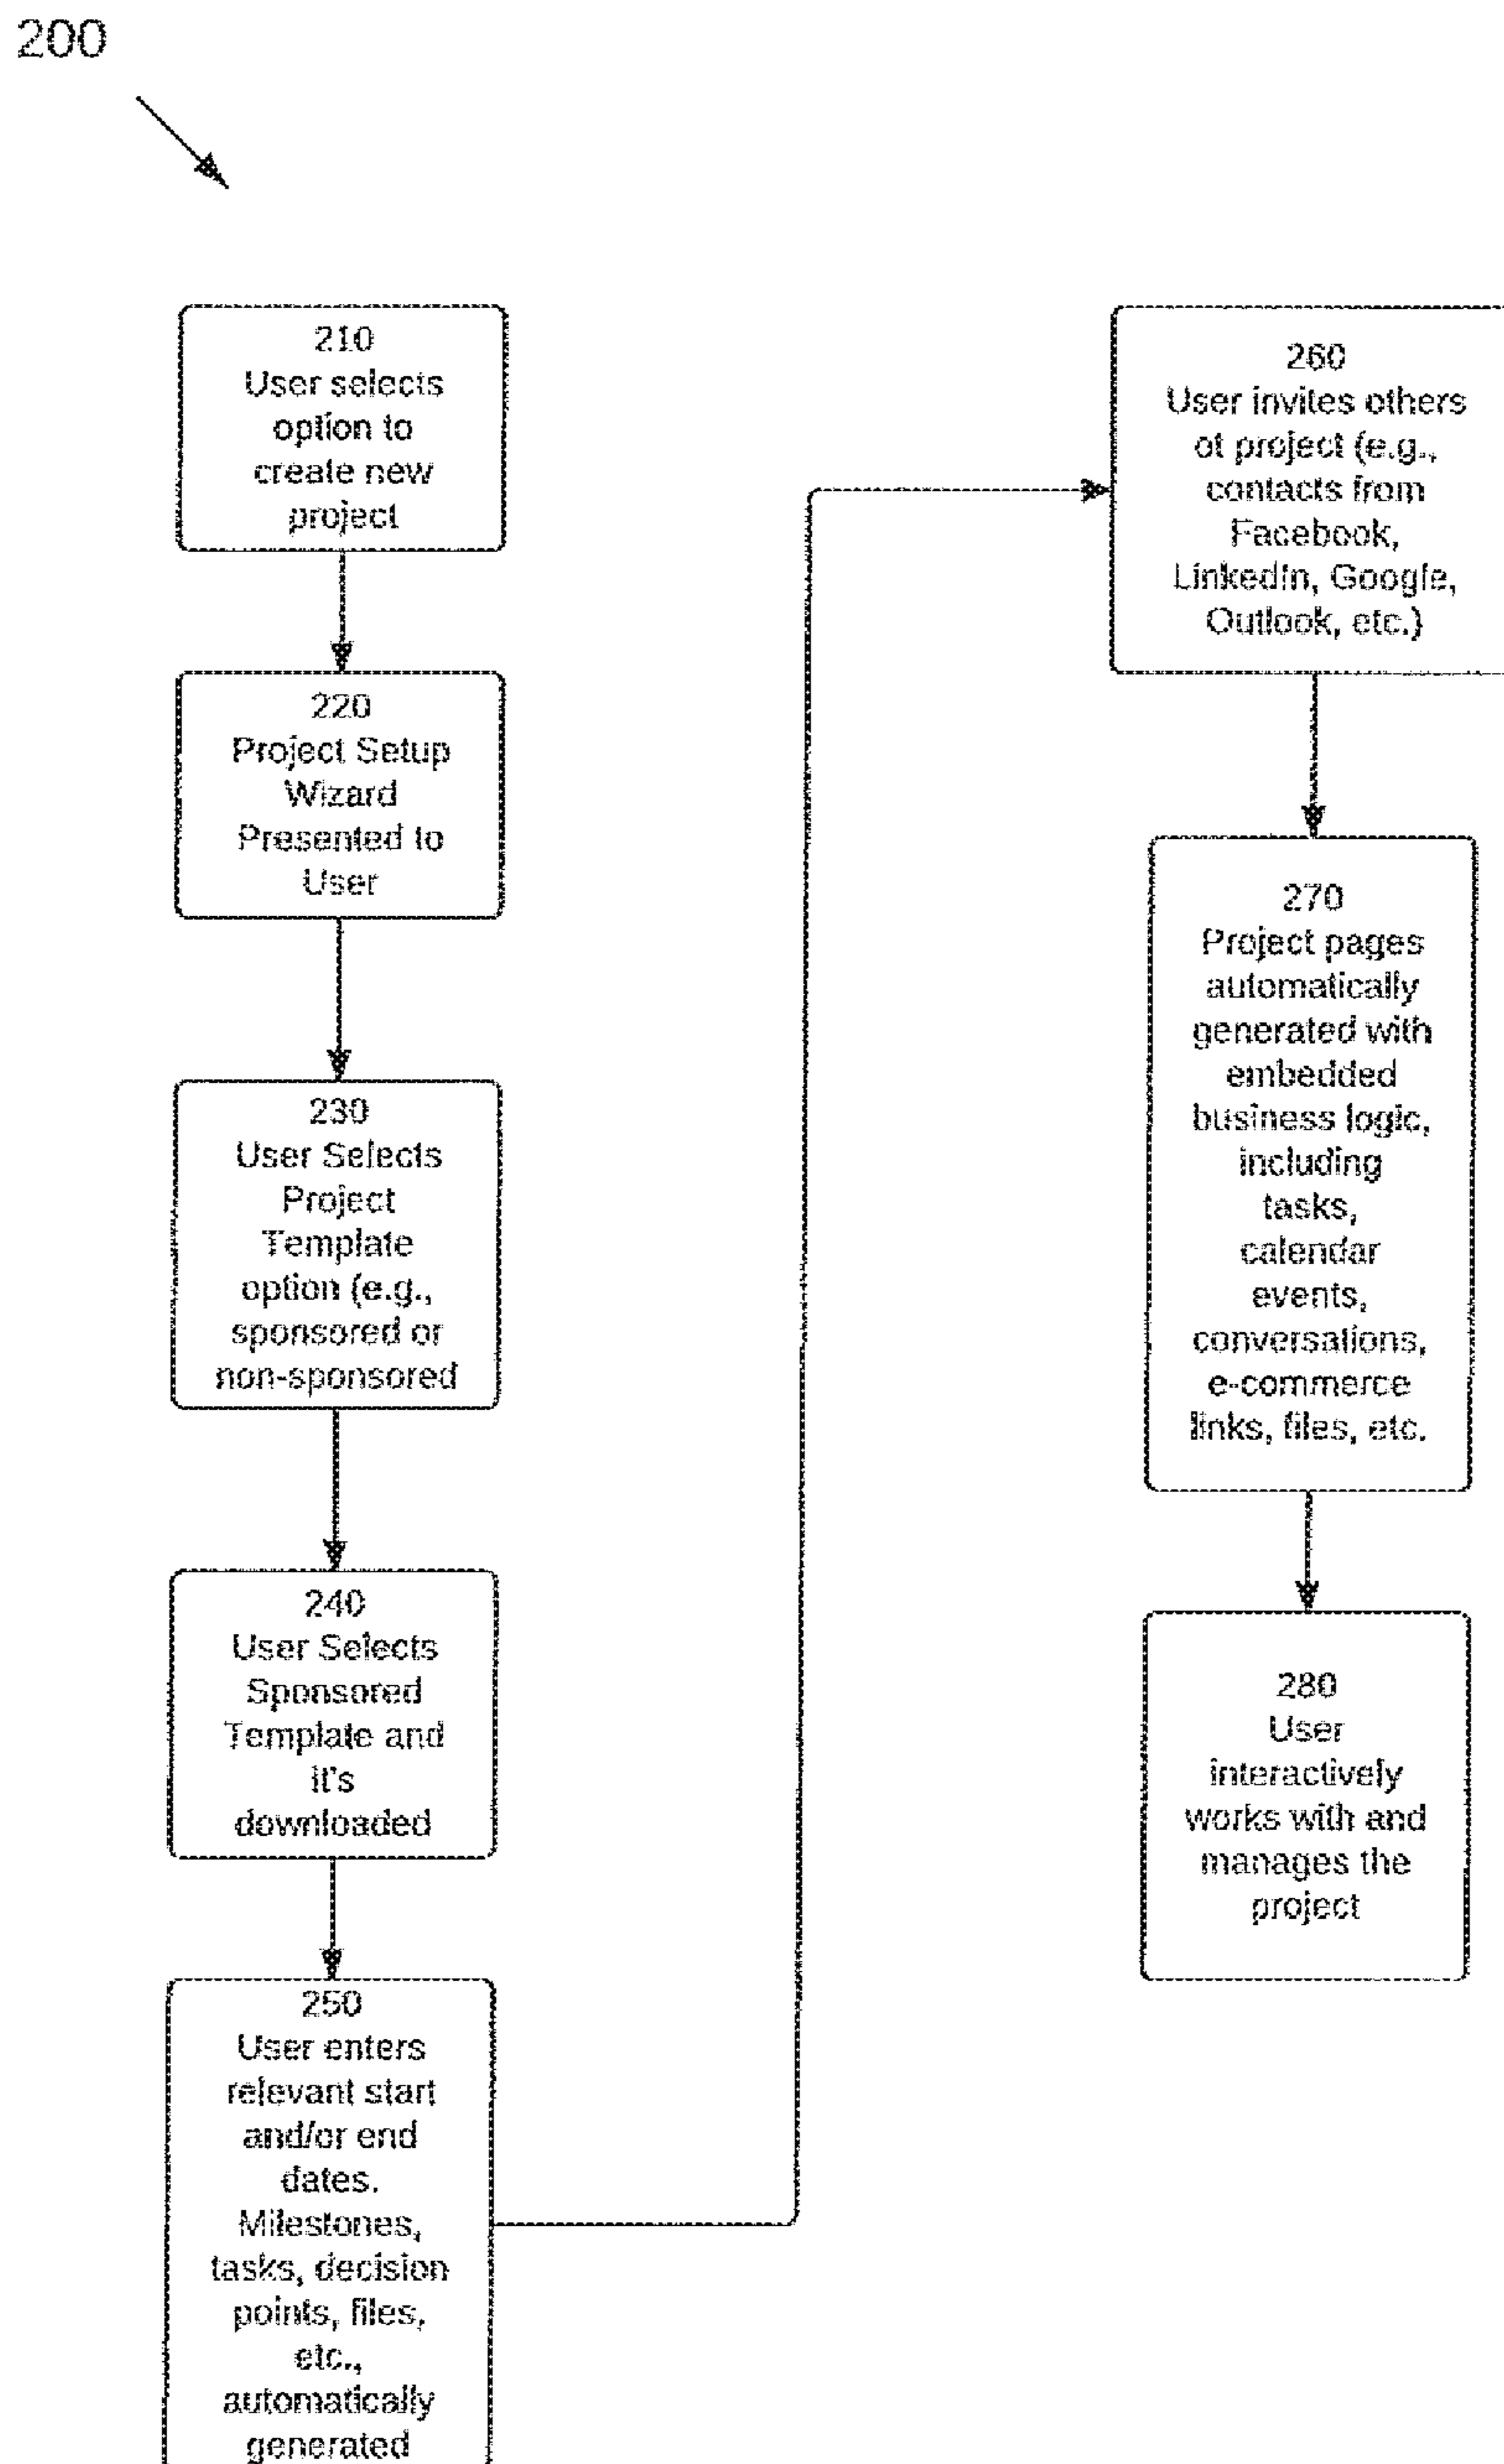 200
210
User selects
option to
create new
project
220
Project Setup
Wizard
Presented to
User
230
User Selects
Project
Template
option (e.g.,
sponsored or
non-sponsored
240
User Selects
Sponsored
Template and
it's
downloaded
250
User enters
relevant start
and/or end
dates.
Milestones,
tasks, decision
points, files,
etc.,
automatically
generated
260
User invites others
ot project (e.g.,
contacts from
Facebook,
LinkedIn, Google,
Outlook, etc.)
270
Project pages
automatically
generated with
embedded
business logic,
including
tasks,
calendar
events,
conversations,
e-commerce
links, files, etc.
280
User
interactively
works with and
manages the
project